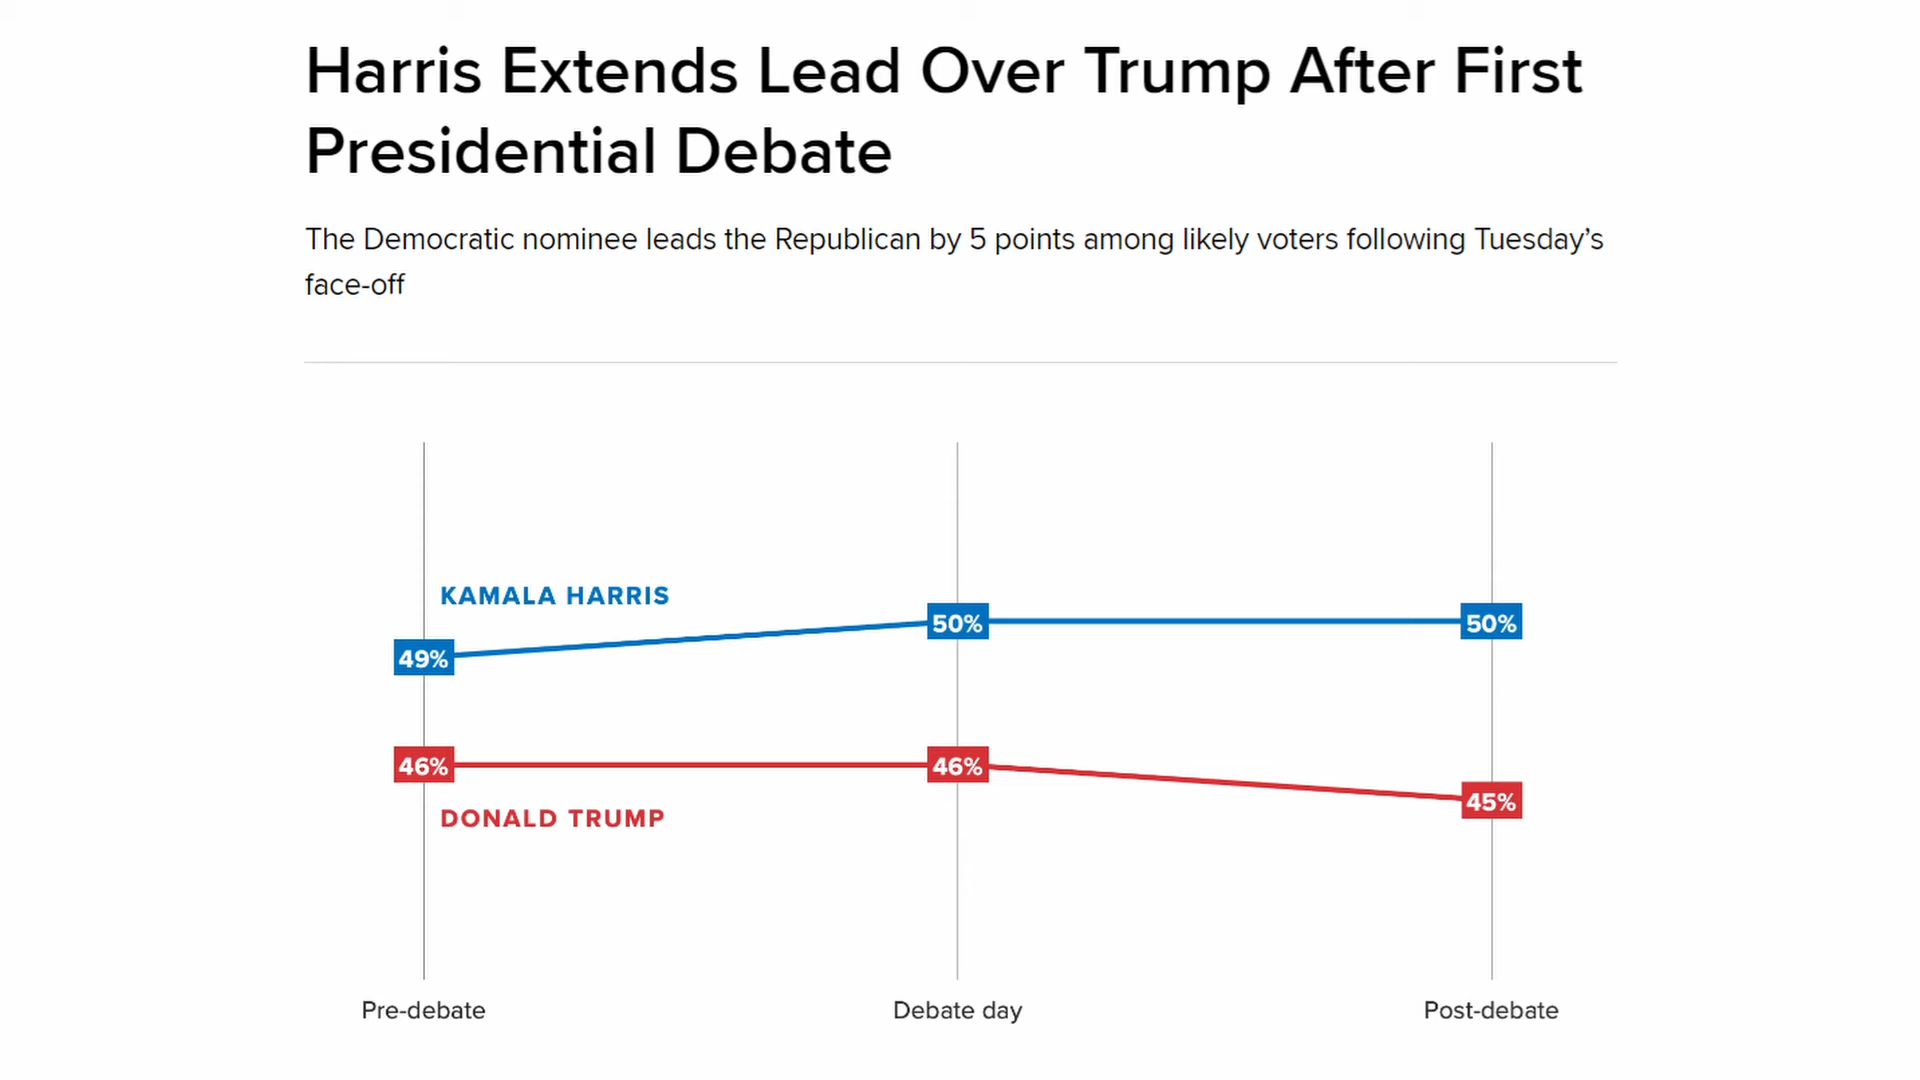 Harris Extends Lead Over Trump After First
Presidential Debate
The Democratic nominee leads the Republican by 5 points among likely voters following Tuesday’s
face-off
KAMALA HARRIS
50%
50%
49%
46%
46%
45%
DONALD TRUMP
Pre-debate
Debate day
Post-debate